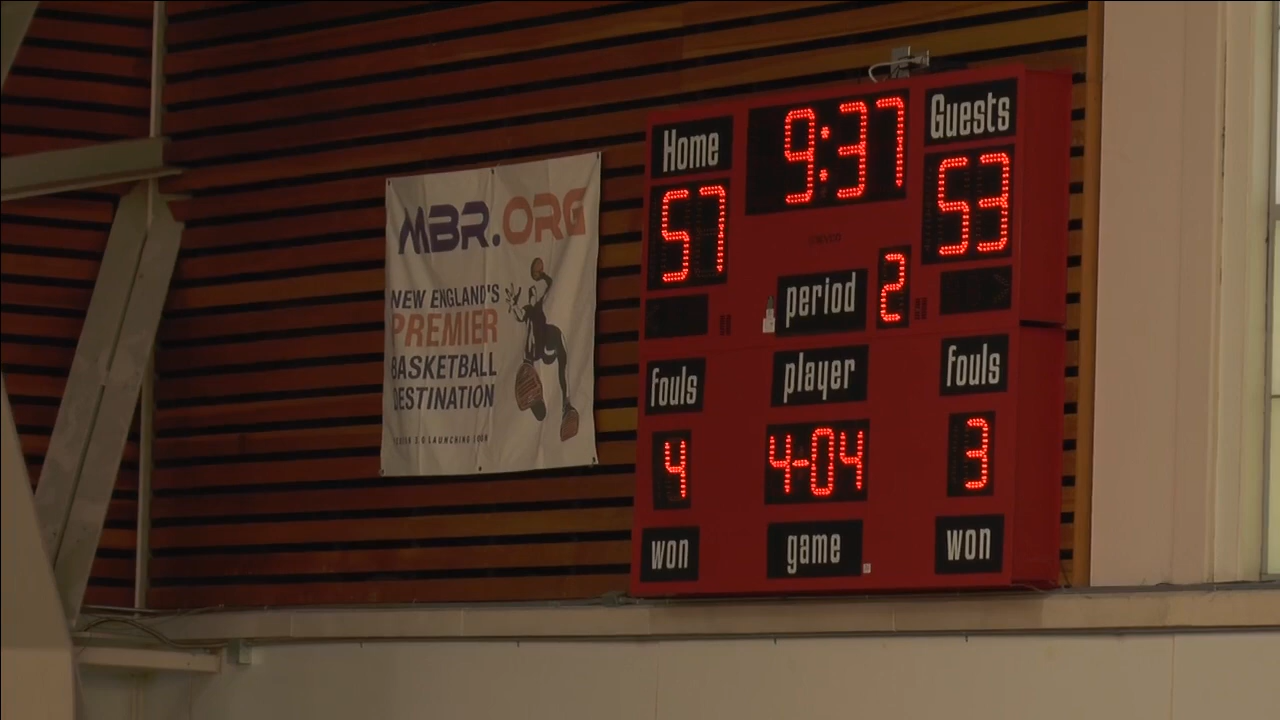 MBR.ORG
NEW ENGLAND'S
PREMIER
BASKETBALL
DESTINATION
Home
9:37
Guests
57
53
period
2
fouls
player
fouls
4
4-04
3
won
game
won